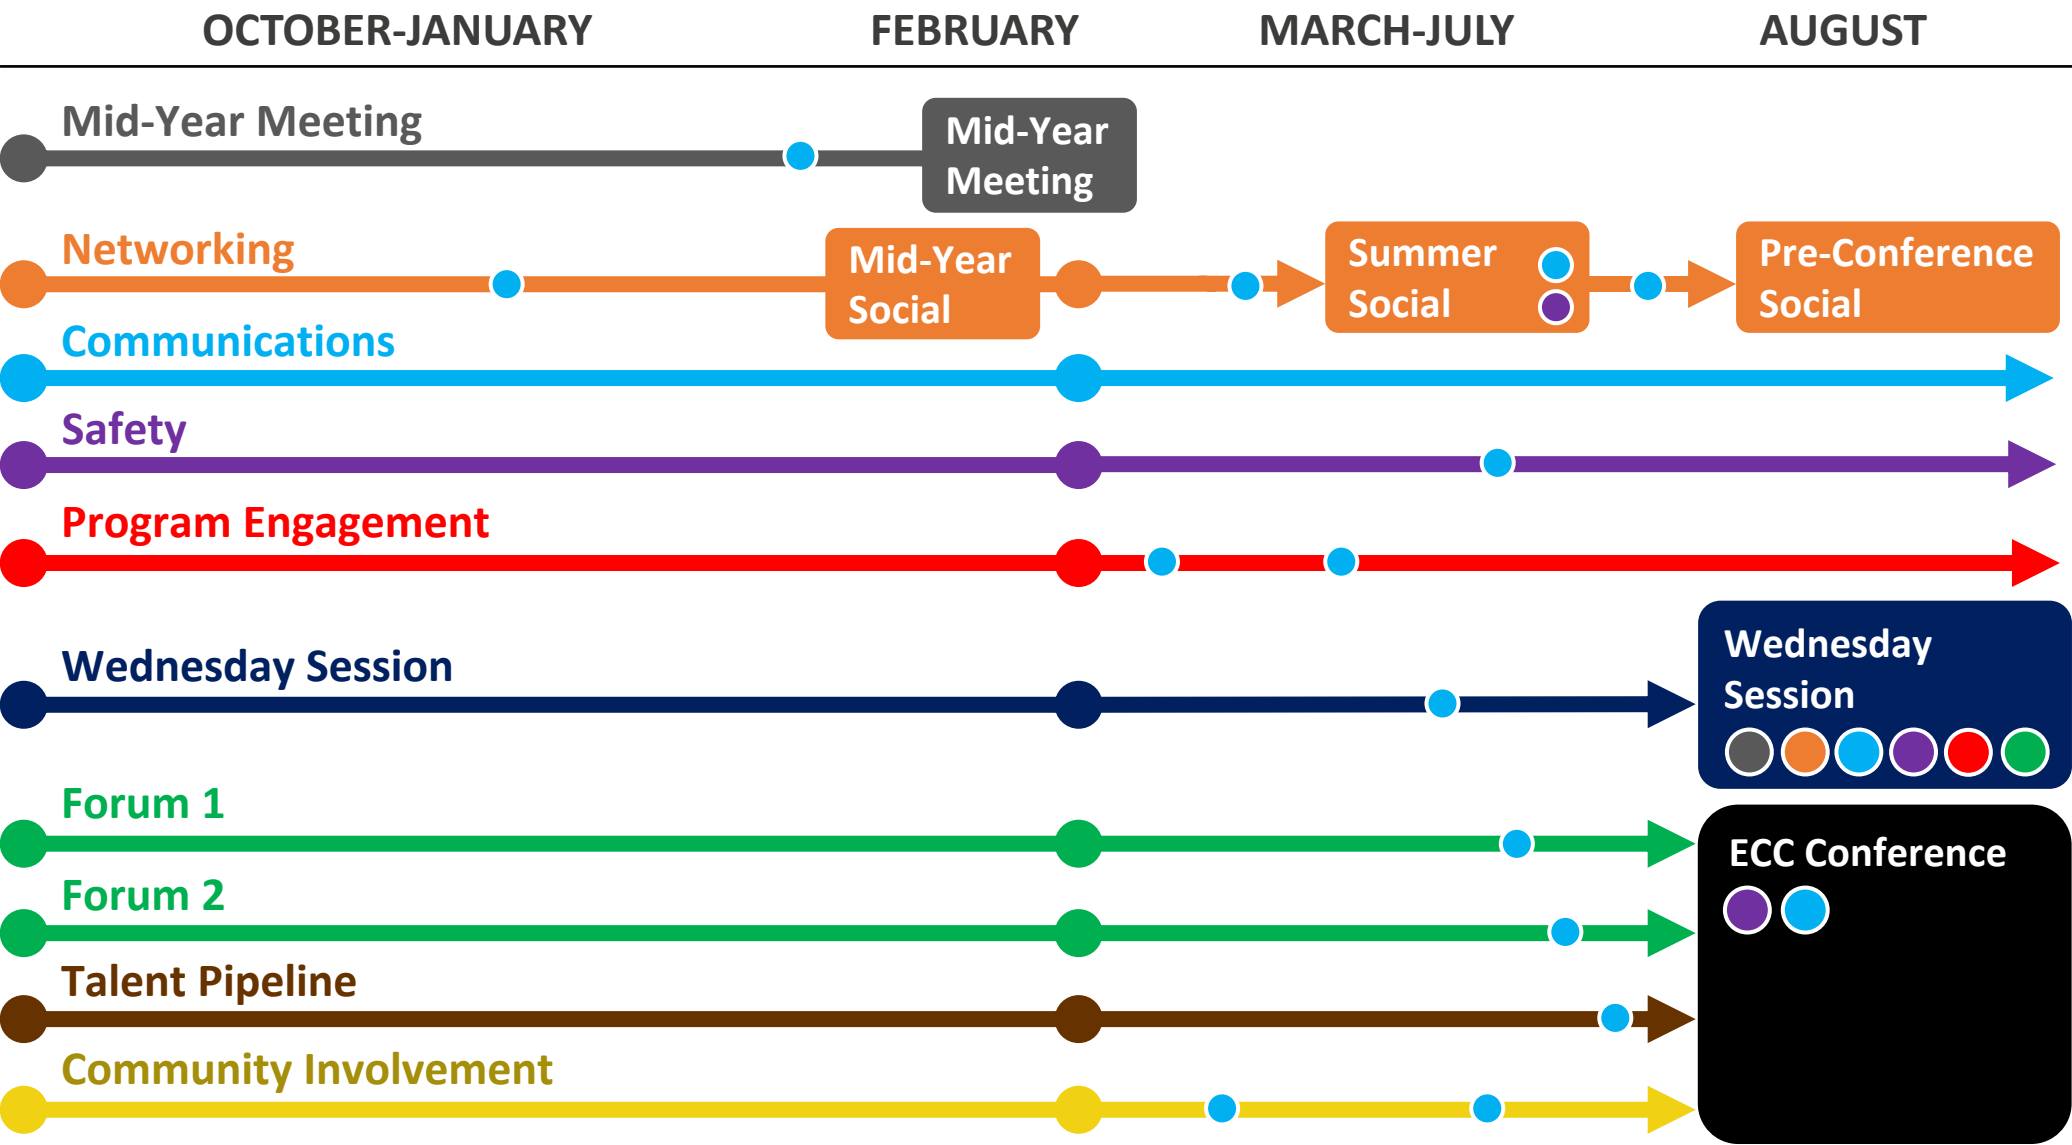 OCTOBER-JANUARY FEBRUARY MARCH-JULY AUGUST
Mid-Year Meeting
Mid-Year
Meeting
Networking
Mid-Year
Social
Summer
Social
Pre-Conference
Social
Communications
Safety
Program Engagement
Wednesday Session
Wednesday
Session
Forum 1
ECC Conference
Forum 2
Talent Pipeline
Community Involvement